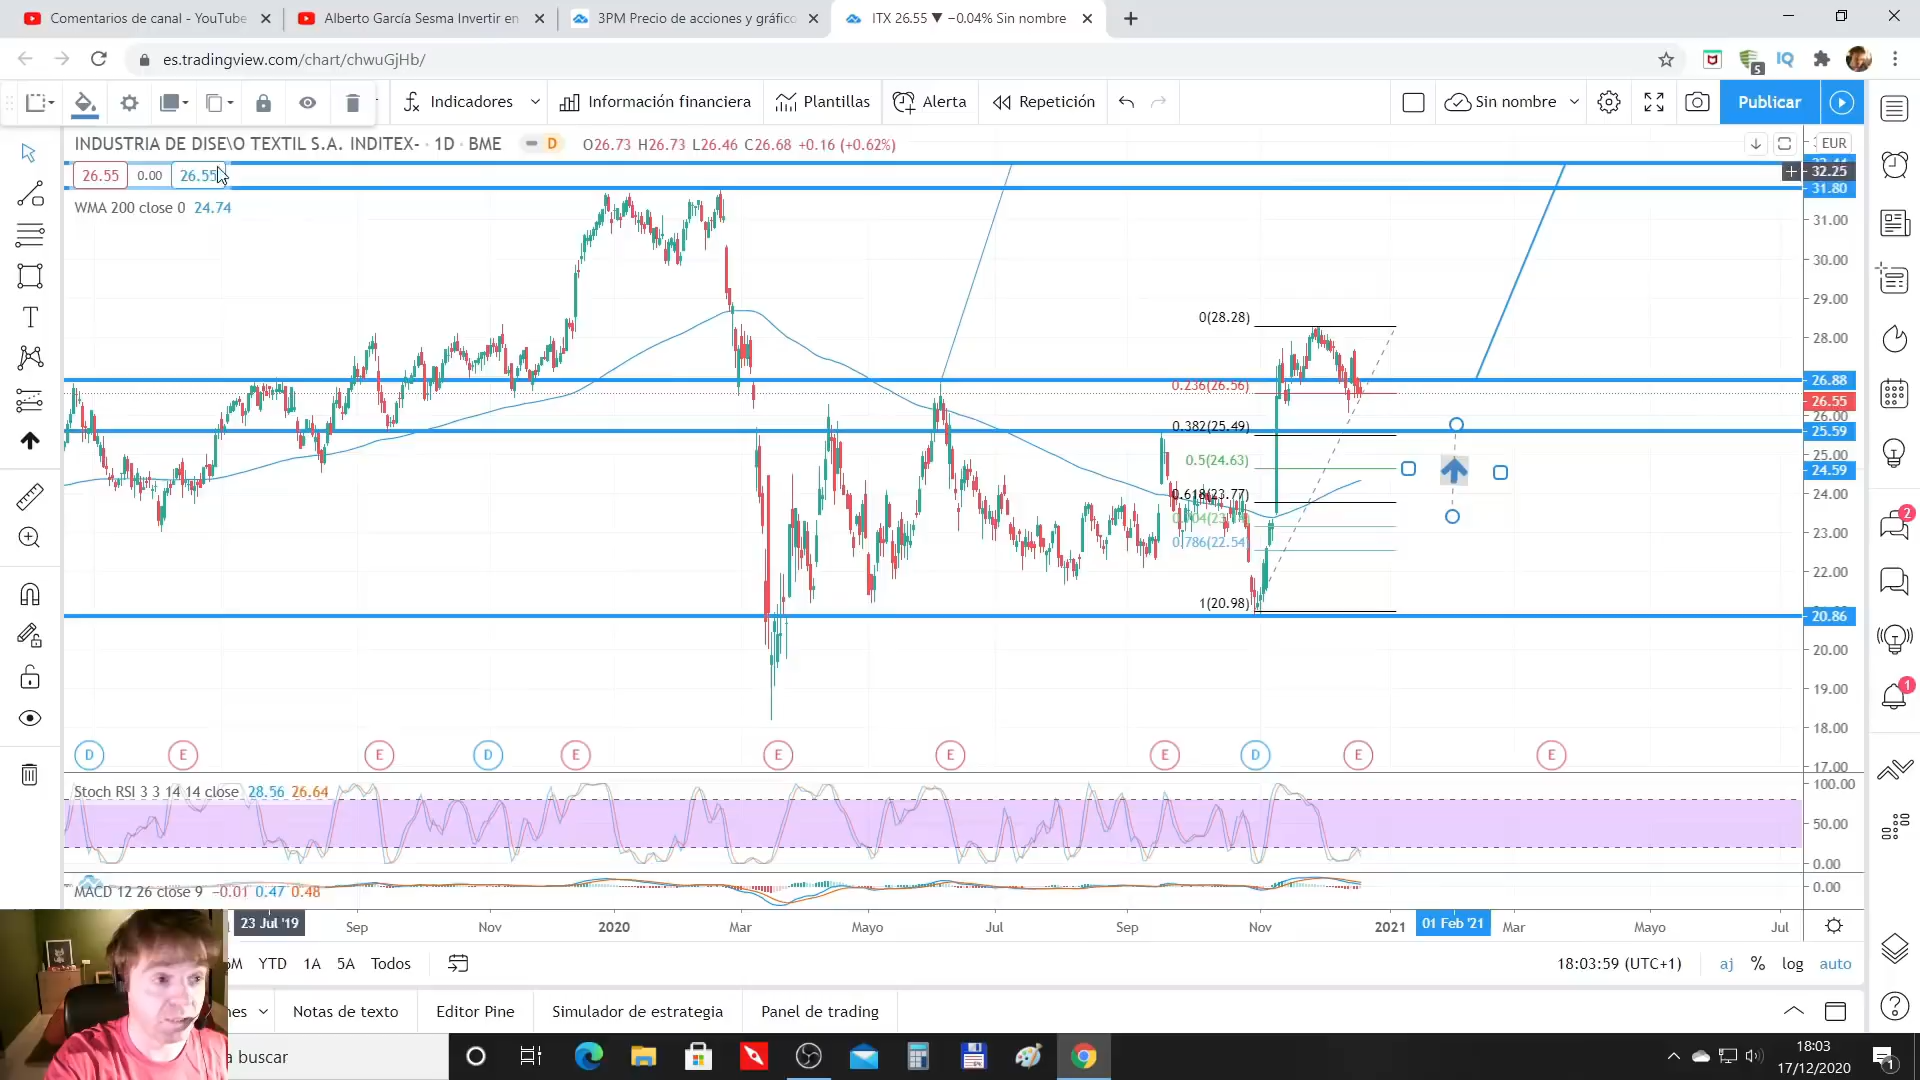 Comentarios de canal - YouTube
Alberto García Sesma Invertir en
3PM Precio de acciones y gráfico
ITX 26.55 ▼ −0.04% Sin nombre
es.tradingview.com/chart/chwuGjHb/
S
IQ
Indicadores
Información financiera
Plantillas
Alerta
Repetición
Sin nombre
Publicar
INDUSTRIA DE DISE\O TEXTIL S.A. INDITEX- · 1D · BME
D
O26.73 H26.73 L26.46 C26.68 +0.16 (+0.62%)
EUR
26.55 0.00 26.55
WMA 200 close 0 24.74
32.25
31.80
31.00
30.00
29.00
28.00
26.88
26.55
26.00
25.59
25.00
24.59
24.00
23.00
22.00
20.86
20.00
19.00
18.00
17.00
0(28.28)
0.236(26.56)
0.382(25.49)
0.5(24.63)
0.618(23.77)
0.786(22.54)
1(20.98)
D E E D E E E E D E E
Stoch RSI 3 3 14 14 close 28.56 26.64
100.00
50.00
0.00
MACD 12 26 close 9 −0.01 0.47 0.48
0.00
23 Jul '19
Sep
Nov
2020
Mar
Mayo
Jul
Sep
Nov
2021
01 Feb '21
Mar
Mayo
Jul
YTD 1A 5A Todos
18:03:59 (UTC+1)
aj % log auto
Notas de texto
Editor Pine
Simulador de estrategia
Panel de trading
2
1
a buscar
18:03
17/12/2020
1